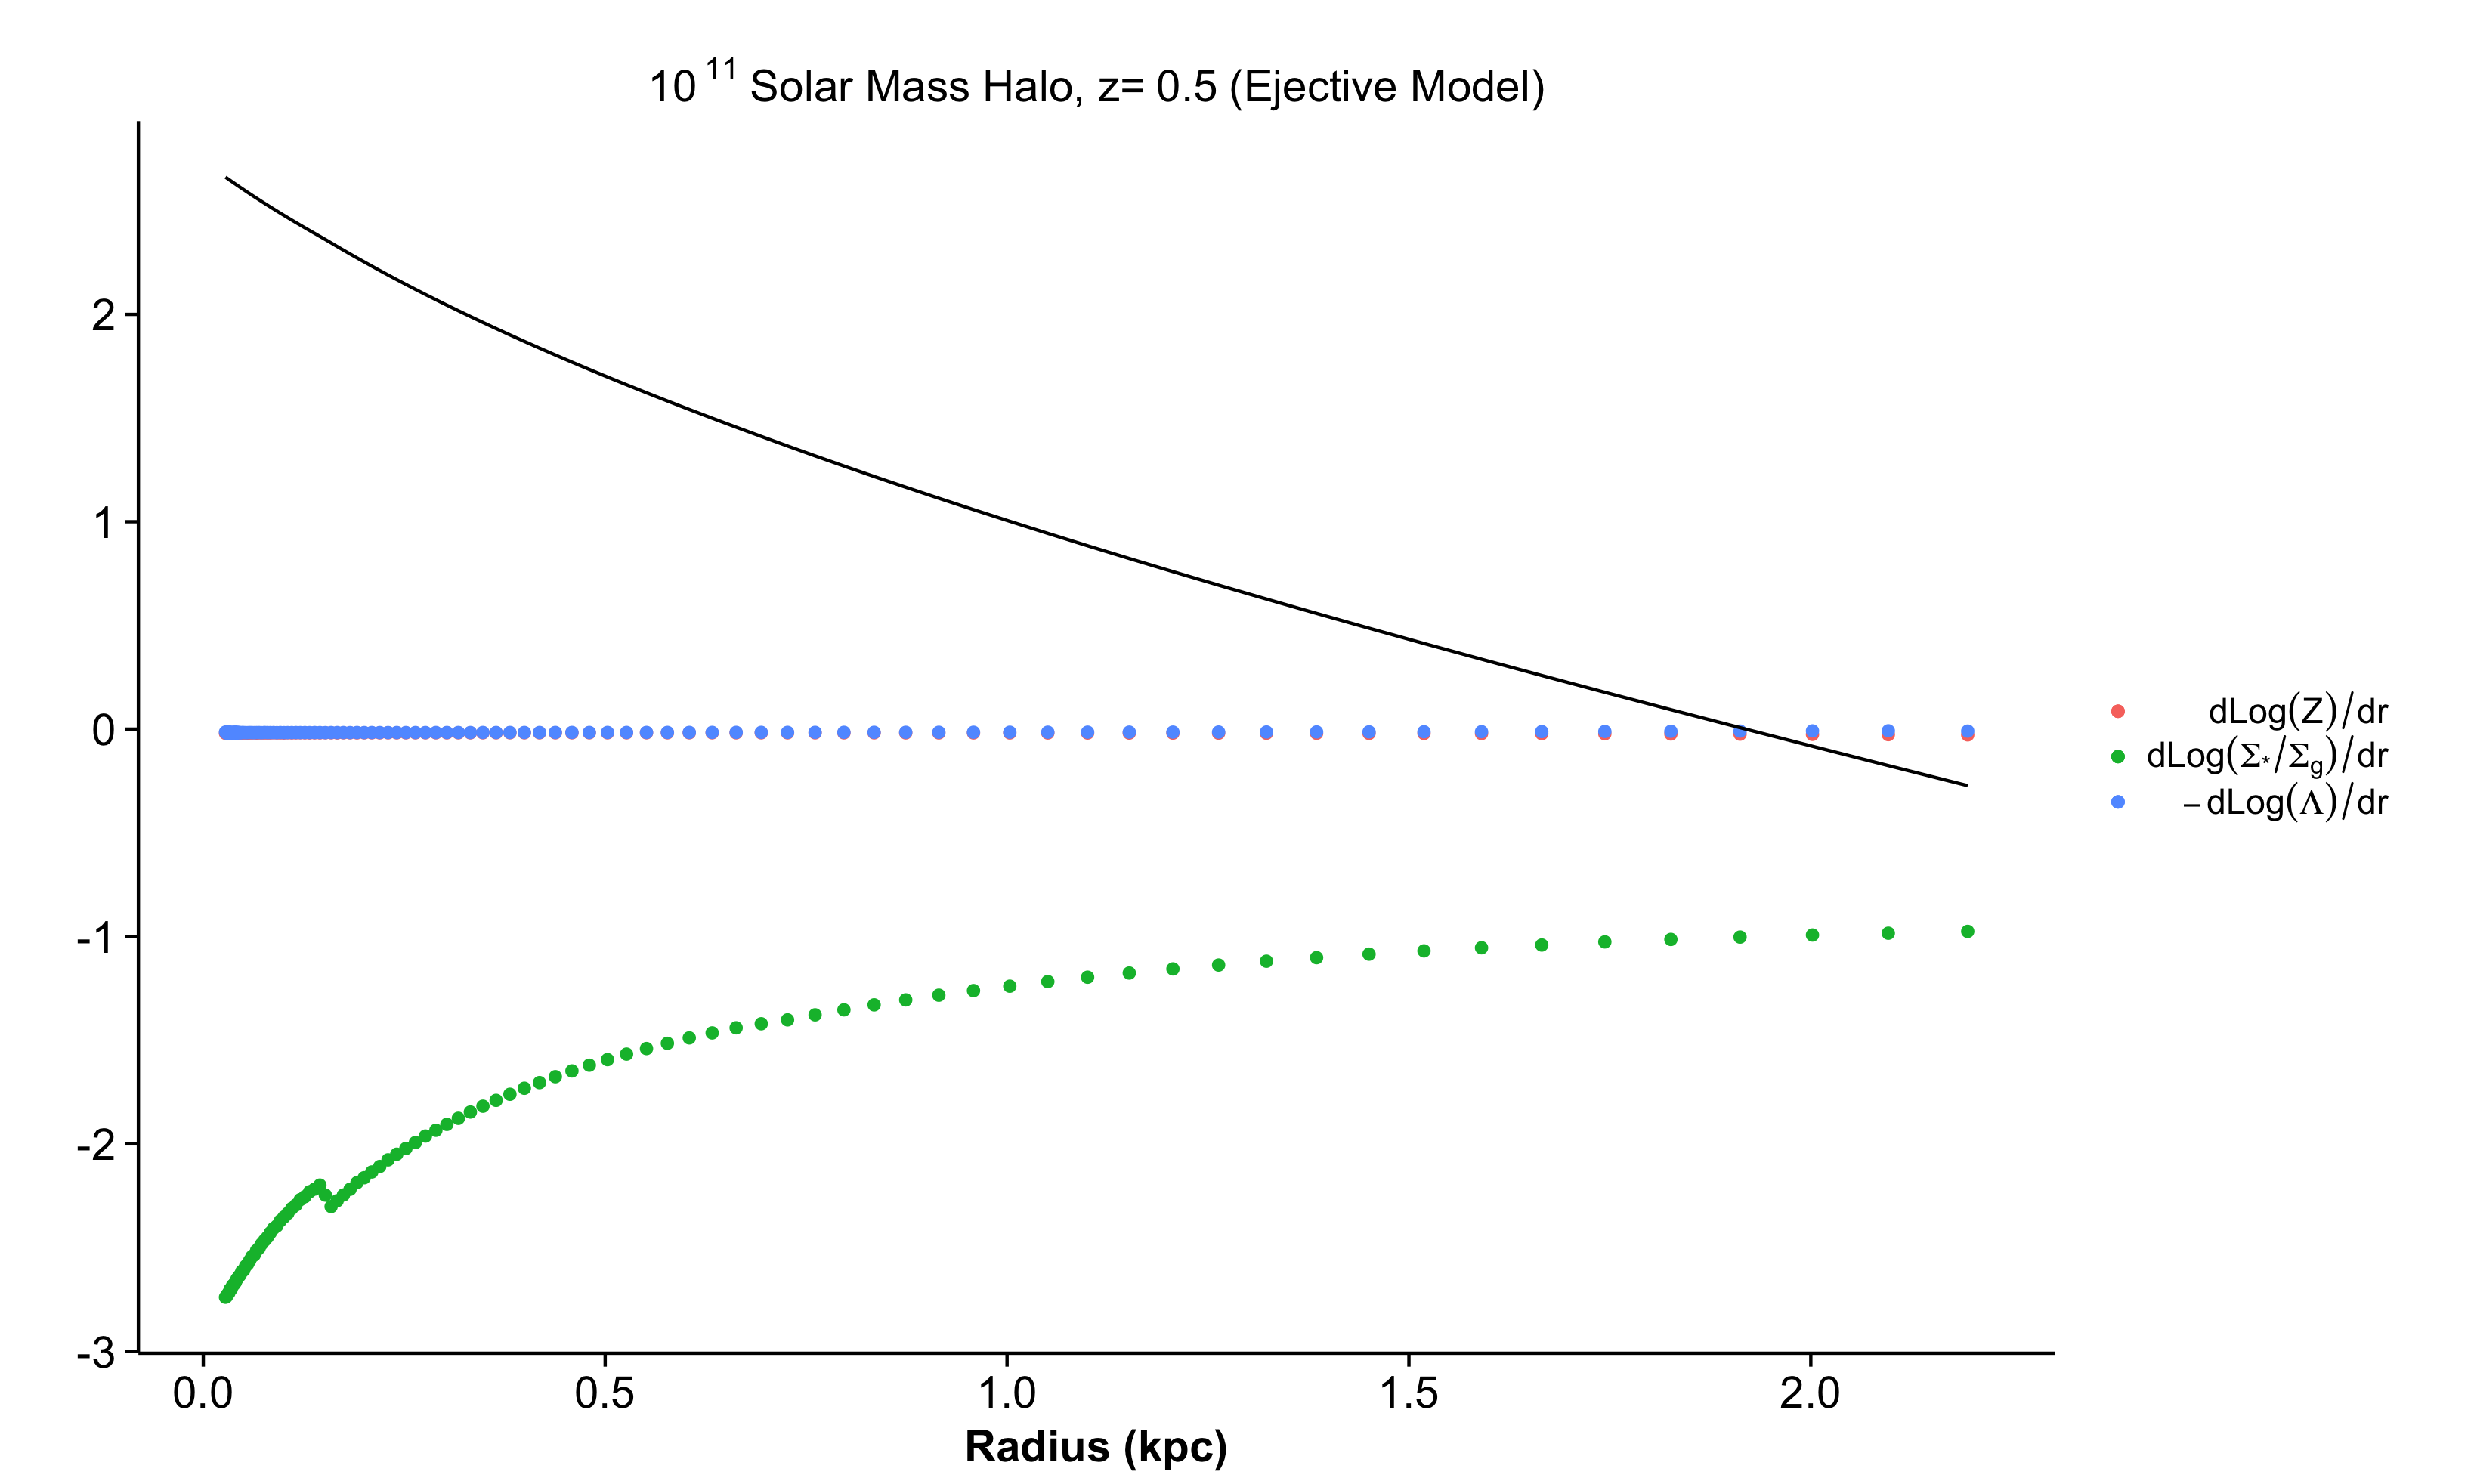 10 11 Solar Mass Halo, z= 0.5 (Ejective Model)
2
1
0
-1
-2
-3
0.0 0.5 1.0 1.5 2.0
Radius (kpc)
dLog(Z)/dr
dLog(Σ*/Σg)/dr
−dLog(Λ)/dr